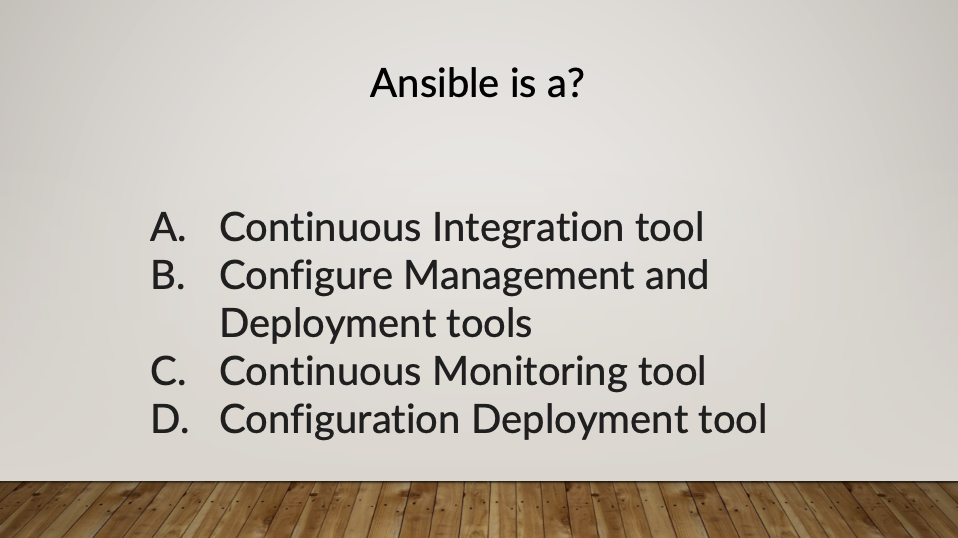 Ansible is a?
A. Continuous Integration tool
B. Configure Management and
Deployment tools
C. Continuous Monitoring tool
D. Configuration Deployment tool